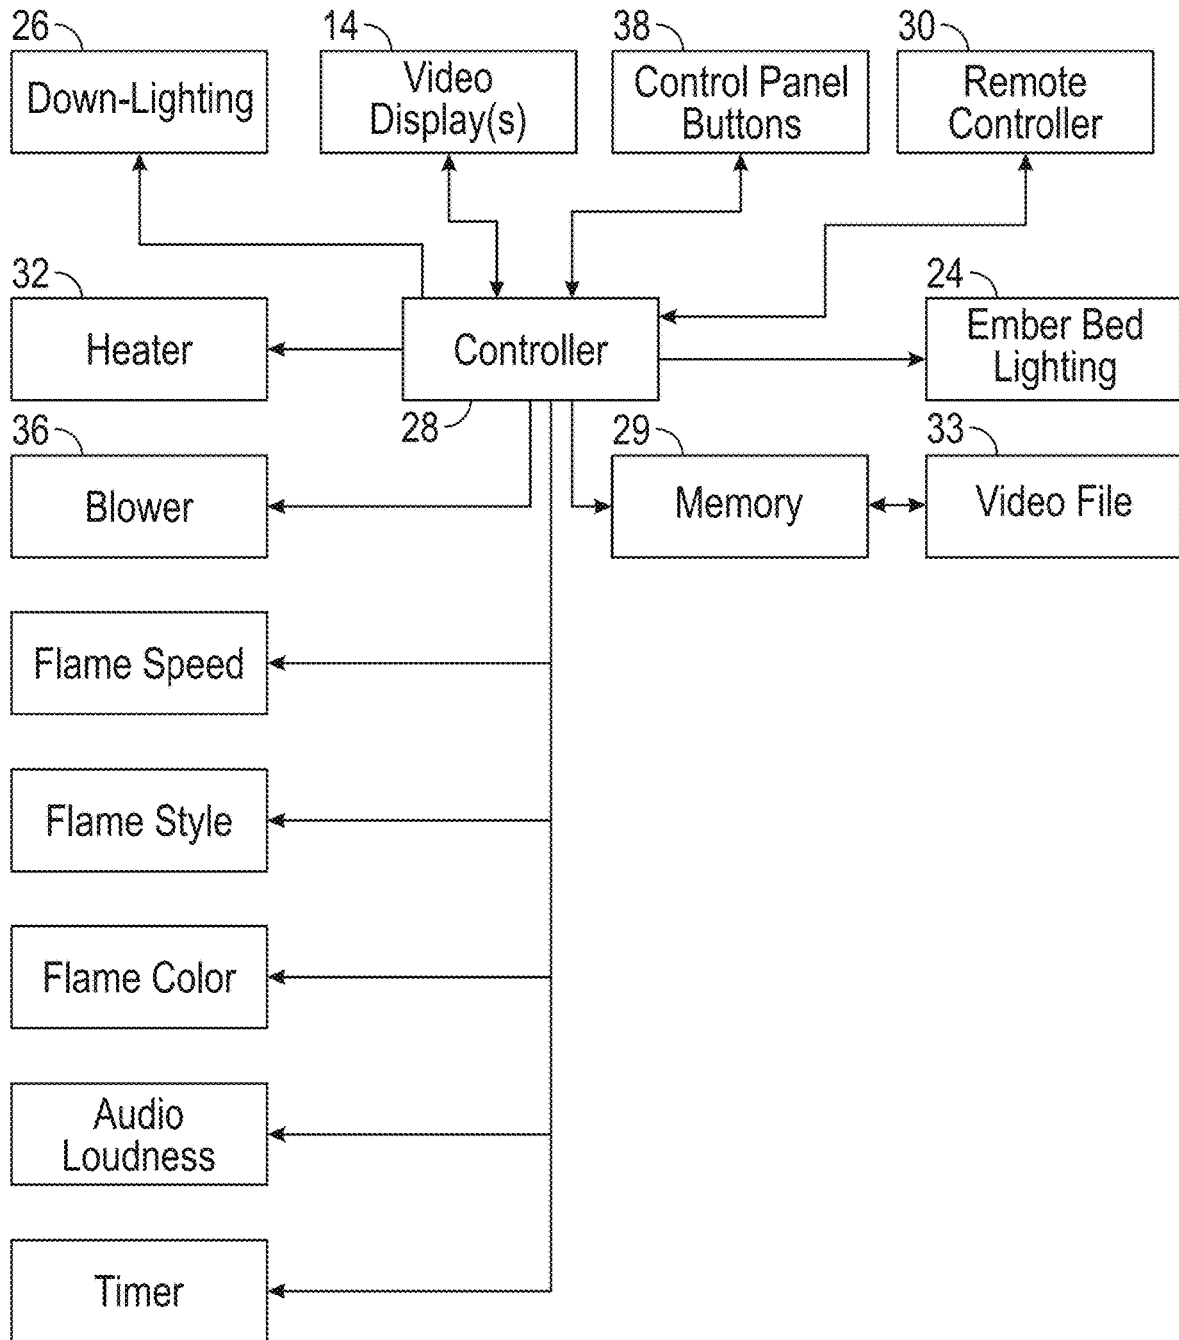 26
14
38
30
Down-Lighting
Video
Display(s)
Control Panel
Buttons
Remote
Controller
32
24
Heater
Controller
Ember Bed
Lighting
36
28
29
33
Blower
Memory
Video File
Flame Speed
Flame Style
Flame Color
Audio
Loudness
Timer